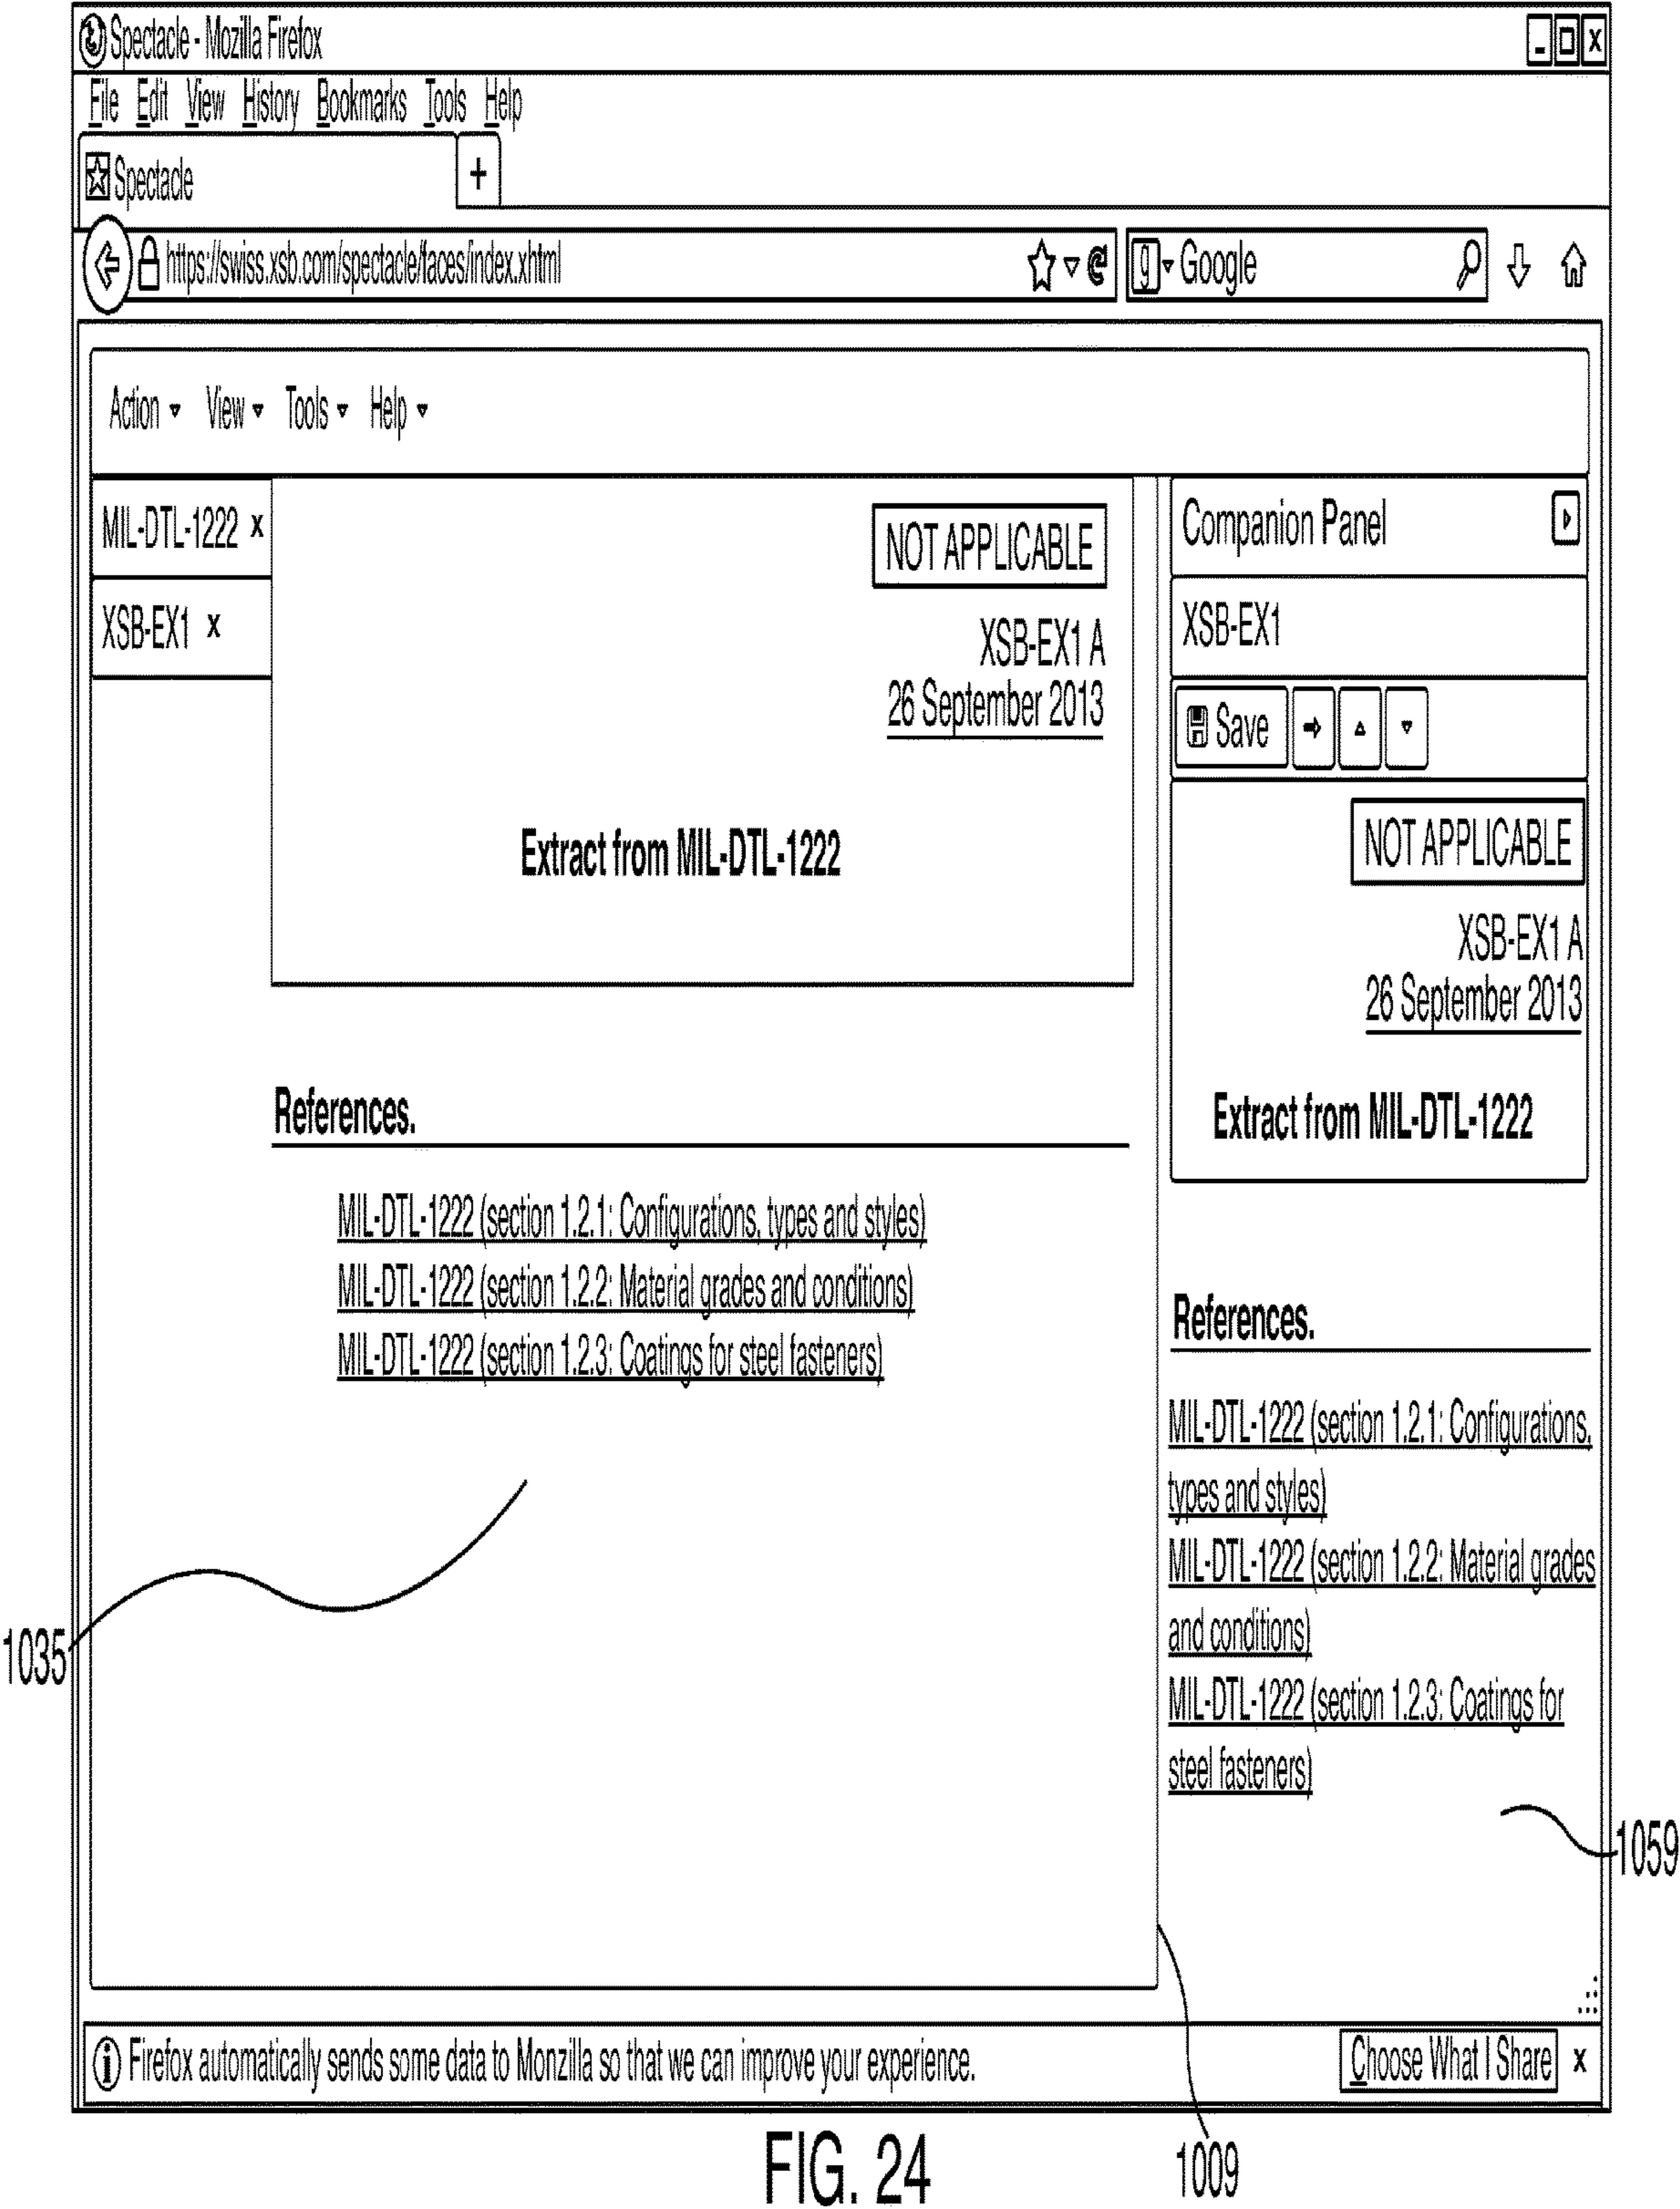 Spectacle - Mozilla Firefox
File Edit View History Bookmarks Tools Help
Spectacle +
https://swiss.xsb.com/spectacle/faces/index.xhtml
g Google
Action View Tools Help
MIL-DTL-1222 x
XSB-EX1 x
NOT APPLICABLE
XSB-EX1 A
26 September 2013
Extract from MIL-DTL-1222
References.
MIL-DTL-1222 (section 1.2.1: Configurations, types and styles)
MIL-DTL-1222 (section 1.2.2: Material grades and conditions)
MIL-DTL-1222 (section 1.2.3: Coatings for steel fasteners)
Companion Panel
XSB-EX1
Save
NOT APPLICABLE
XSB-EX1 A
26 September 2013
Extract from MIL-DTL-1222
References.
MIL-DTL-1222 (section 1.2.1: Configurations,
types and styles)
MIL-DTL-1222 (section 1.2.2: Material grades
and conditions)
MIL-DTL-1222 (section 1.2.3: Coatings for
steel fasteners)
1035
1059
Firefox automatically sends some data to Monzilla so that we can improve your experience.
Choose What I Share x
1009
FIG. 24